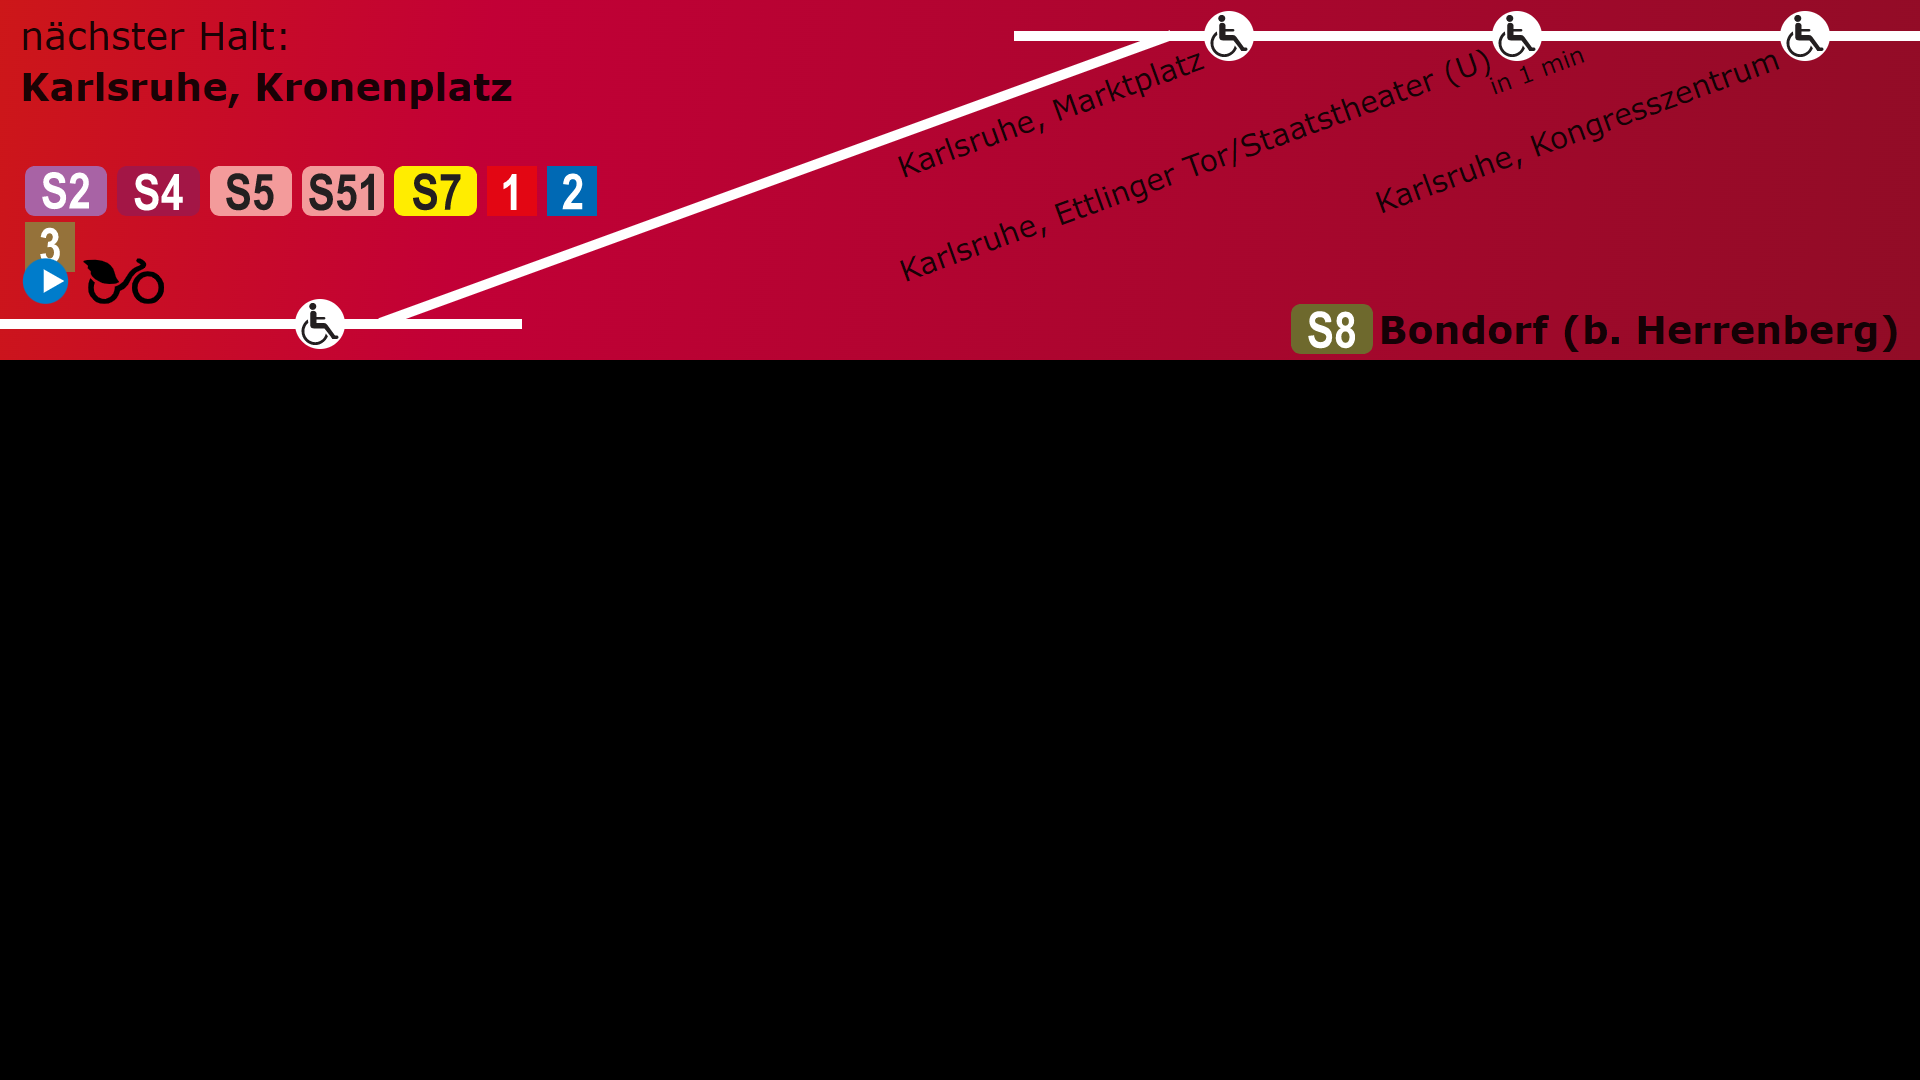 nächster Halt:
Karlsruhe, Kronenplatz
S2 S4 S5 S51 S7 1 2
3
Karlsruhe, Marktplatz
Karlsruhe, Ettlinger Tor/Staatstheater (U)
in 1 min
Karlsruhe, Kongresszentrum
S8 Bondorf (b. Herrenberg)